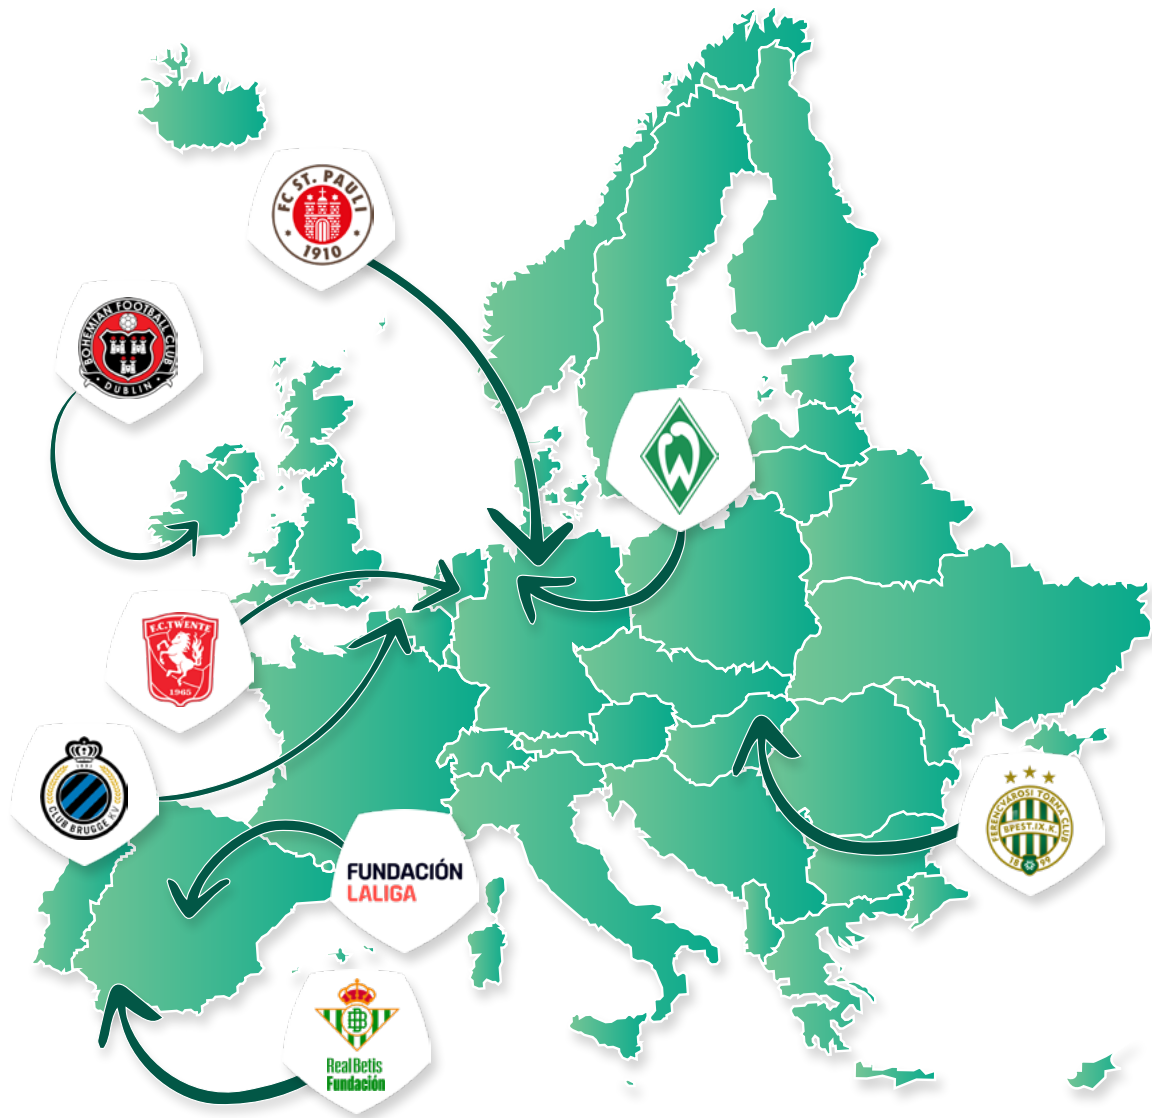 FC ST. PAULI
1910
BOHEMIAN FOOTBALL CLUB
DUBLIN
F.C. TWENTE
1965
CLUB BRUGGE K.V.
FUNDACIÓN
LALIGA
FERENCVÁROSI TORNA CLUB
BPEST.IX.K.
18 99
Real Betis
Fundación